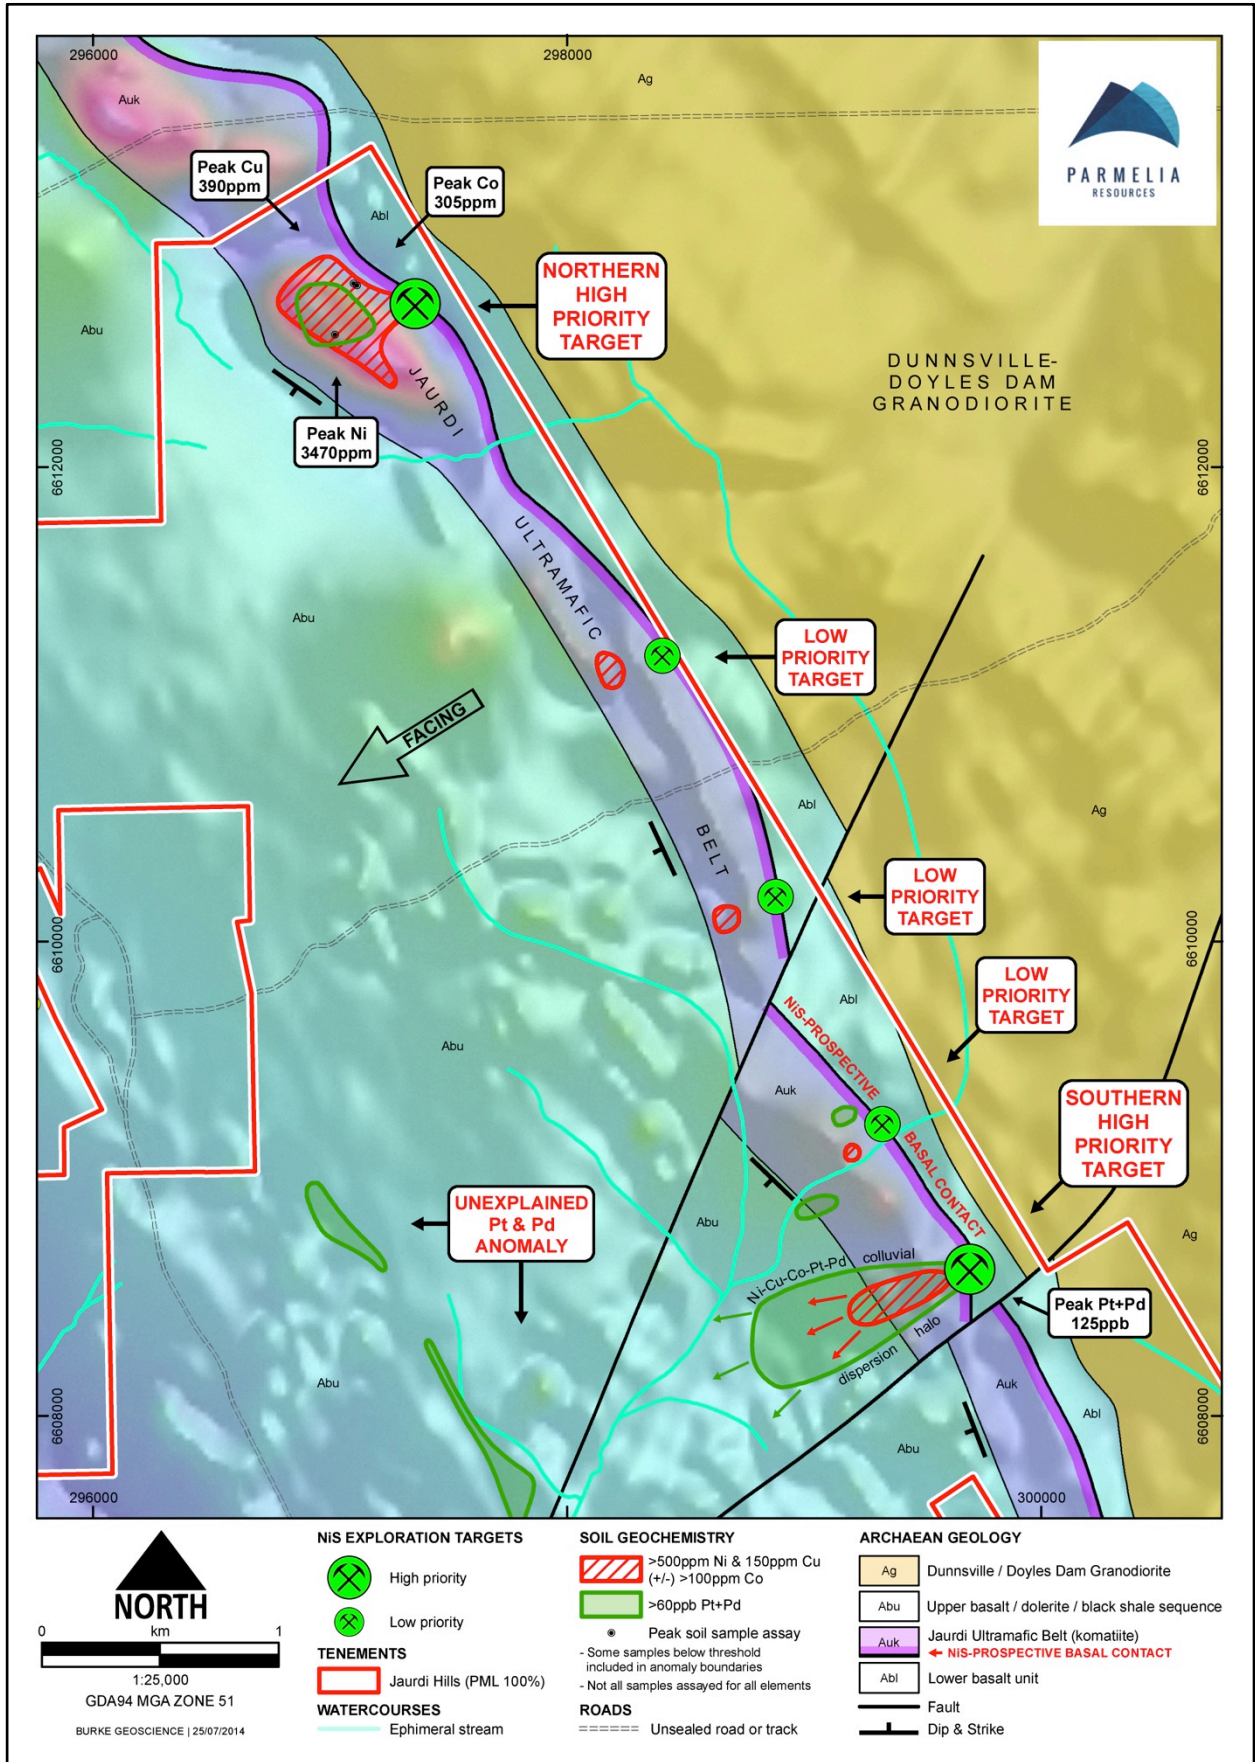 296000
298000
Ag
Auk
PARMELIA
RESOURCES
Peak Cu
390ppm
Peak Co
305ppm
Abl
NORTHERN
HIGH
PRIORITY
TARGET
Abu
DUNNSVILLE-
DOYLES DAM
GRANODIORITE
JAURDI
Peak Ni
3470ppm
6612000
6612000
ULTRAMAFIC
Abu
LOW
PRIORITY
TARGET
FACING
Abl
Ag
BELT
LOW
PRIORITY
TARGET
6610000
6610000
LOW
PRIORITY
TARGET
Abl
NiS-PROSPECTIVE
Abu
Auk
BASAL CONTACT
SOUTHERN
HIGH
PRIORITY
TARGET
UNEXPLAINED
Pt & Pd
ANOMALY
Abu
Ag
Ni-Cu-Co-Pt-Pd
colluvial
dispersion
halo
Peak Pt+Pd
125ppb
Abu
Auk
Abl
6608000
6608000
Abu
296000
300000
NORTH
0 km 1
1:25,000
GDA94 MGA ZONE 51
BURKE GEOSCIENCE | 25/07/2014
NiS EXPLORATION TARGETS
High priority
Low priority
TENEMENTS
Jaurdi Hills (PML 100%)
WATERCOURSES
Ephimeral stream
SOIL GEOCHEMISTRY
>500ppm Ni & 150ppm Cu
(+/-) >100ppm Co
>60ppb Pt+Pd
Peak soil sample assay
- Some samples below threshold
included in anomaly boundaries
- Not all samples assayed for all elements
ROADS
Unsealed road or track
ARCHAEAN GEOLOGY
Ag Dunnsville / Doyles Dam Granodiorite
Abu Upper basalt / dolerite / black shale sequence
Auk Jaurdi Ultramafic Belt (komatiite)
NiS-PROSPECTIVE BASAL CONTACT
Abl Lower basalt unit
Fault
Dip & Strike